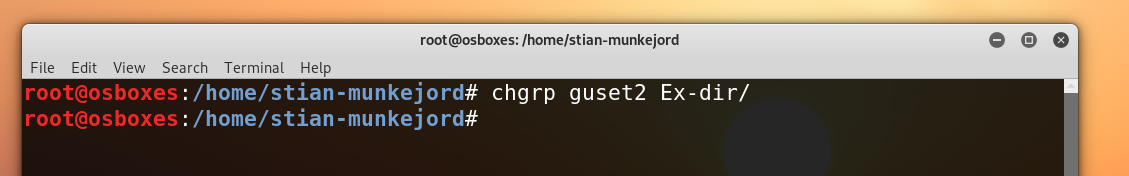 root@osboxes: /home/stian-munkejord
File Edit View Search Terminal Help
root@osboxes:/home/stian-munkejord# chgrp guset2 Ex-dir/
root@osboxes:/home/stian-munkejord#